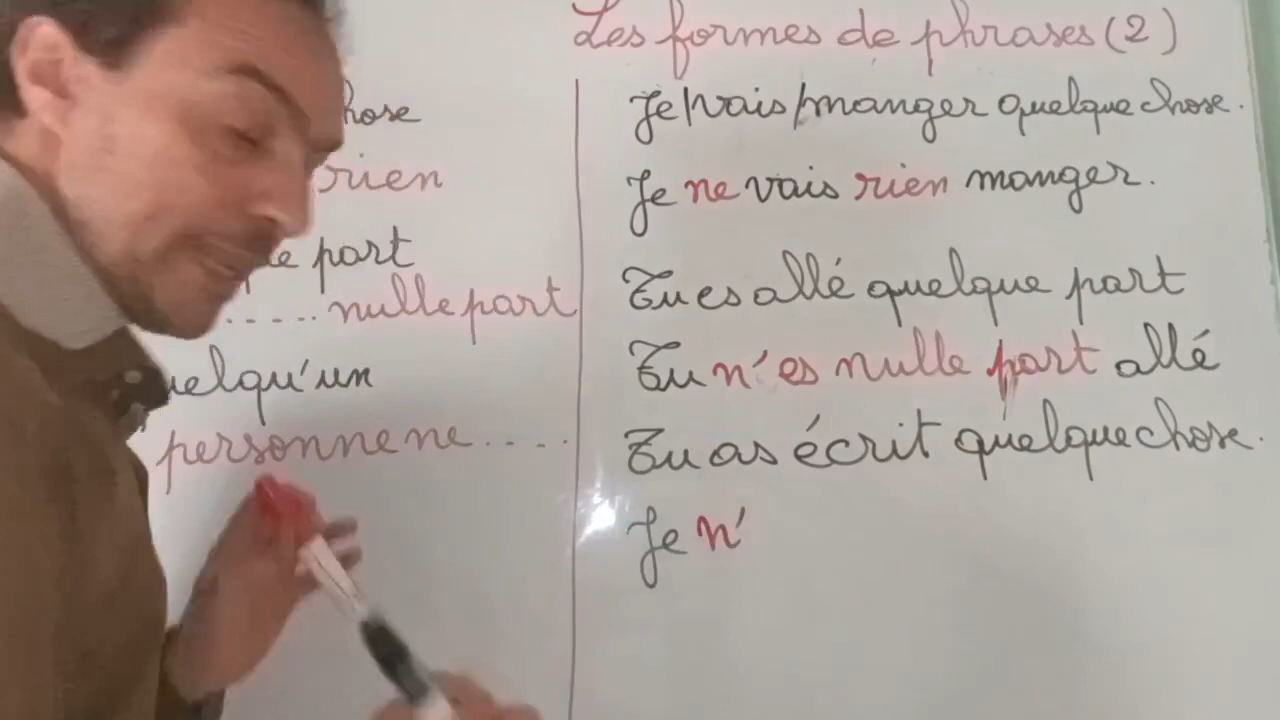 Les formes de phrases (2)
hose
rien
part
..... nulle part
uelqu'un
personne ne ....
Je/vais/manger quelque chose.
Je ne vais rien manger.
Tu es allé quelque part
Tu n'es nulle part allé
Tu as écrit quelque chose.
Je n'